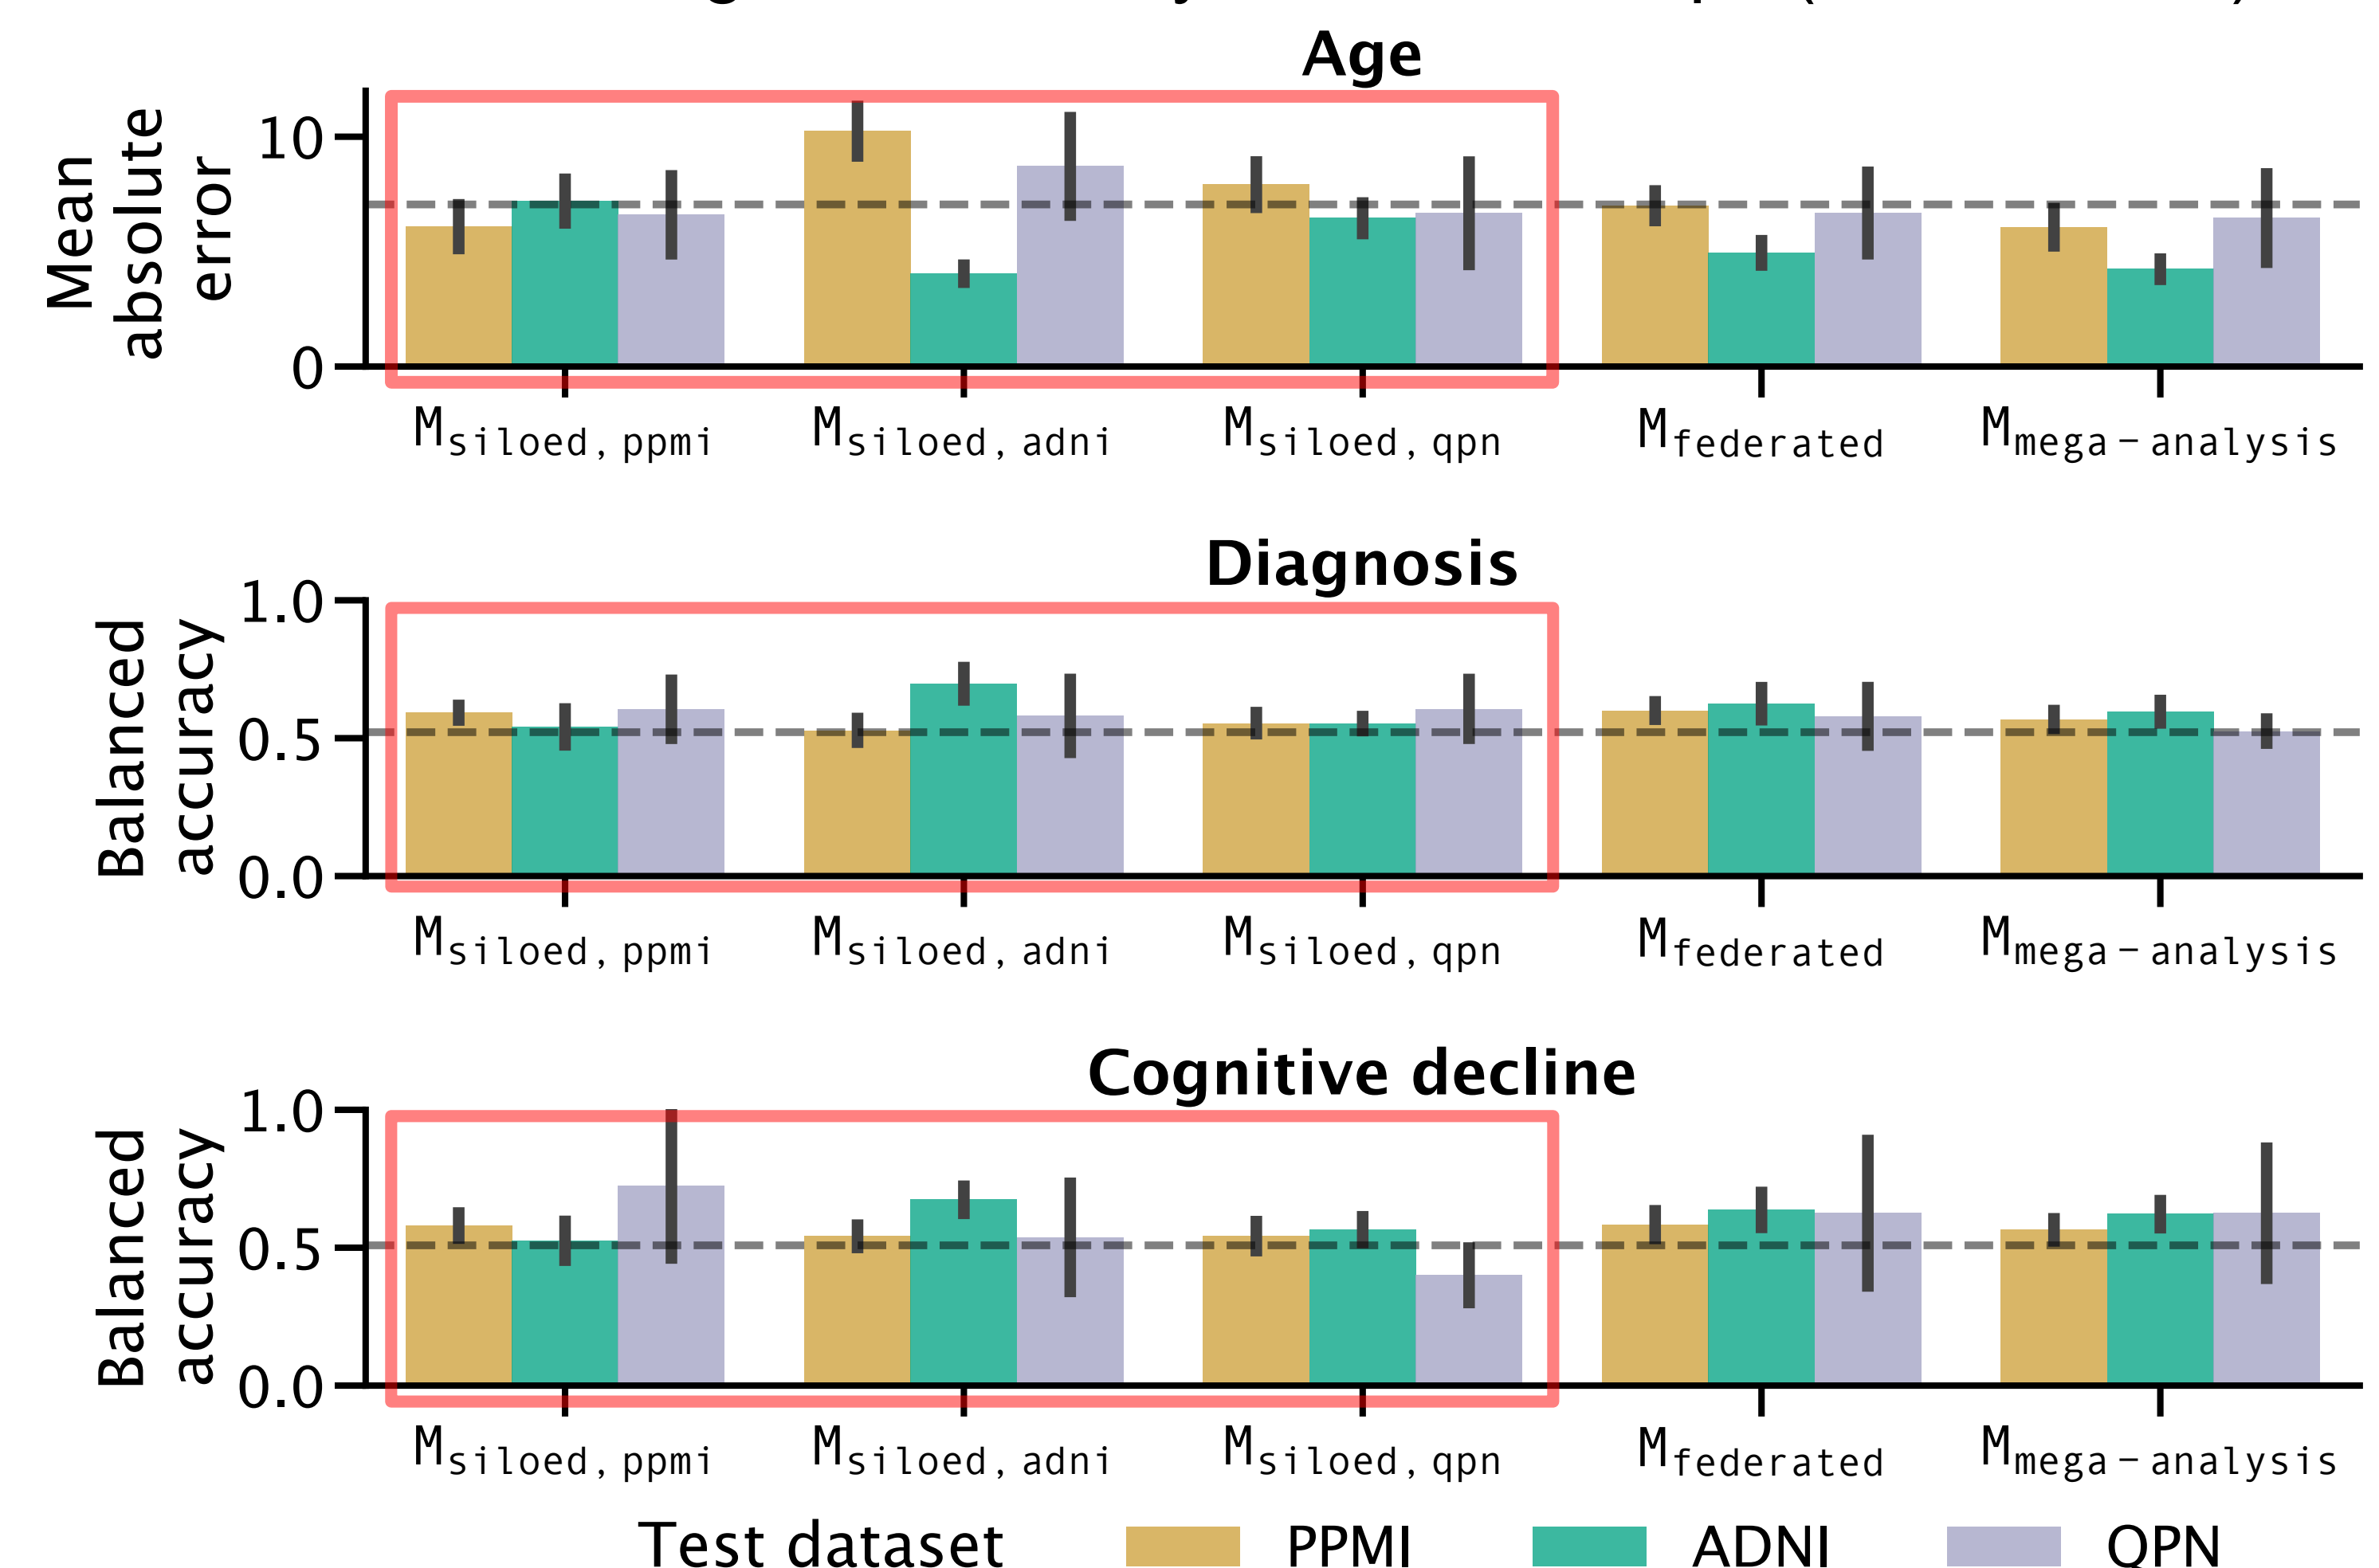 Age
Mean
absolute
error
10
0
M siloed, ppmi
M siloed, adni
M siloed, qpn
M federated
M mega-analysis
Diagnosis
Balanced
accuracy
1.0
0.5
0.0
M siloed, ppmi
M siloed, adni
M siloed, qpn
M federated
M mega-analysis
Cognitive decline
Balanced
accuracy
1.0
0.5
0.0
M siloed, ppmi
M siloed, adni
M siloed, qpn
M federated
M mega-analysis
Test dataset PPMI ADNI QPN